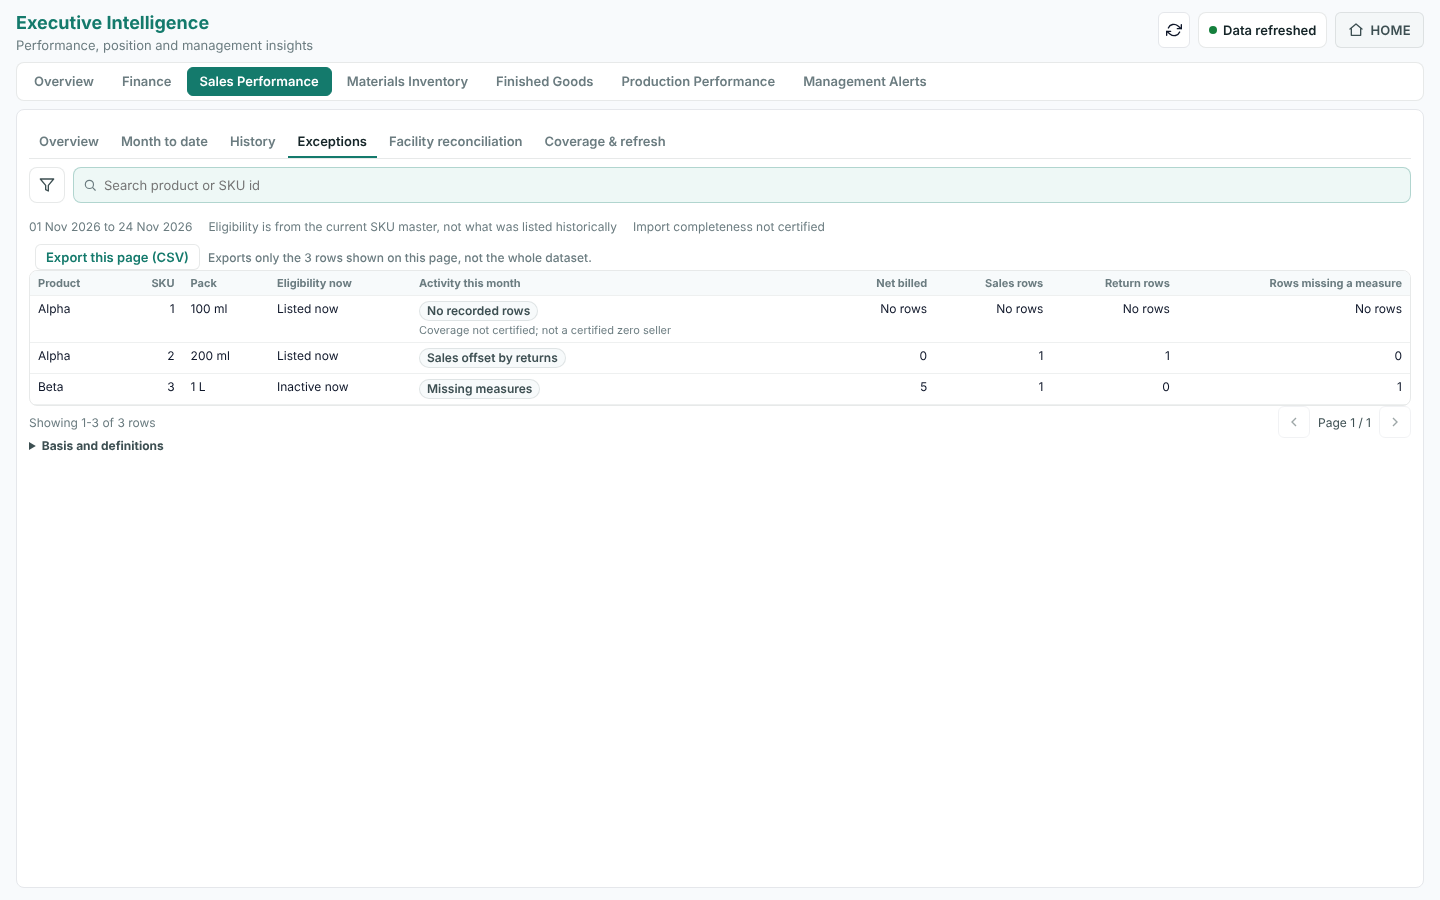 Executive Intelligence
Performance, position and management insights
Data refreshed
HOME
Overview Finance Sales Performance Materials Inventory Finished Goods Production Performance Management Alerts
Overview Month to date History Exceptions Facility reconciliation Coverage & refresh
Search product or SKU id
01 Nov 2026 to 24 Nov 2026 Eligibility is from the current SKU master, not what was listed historically Import completeness not certified
Export this page (CSV) Exports only the 3 rows shown on this page, not the whole dataset.
Product SKU Pack Eligibility now Activity this month Net billed Sales rows Return rows Rows missing a measure
Alpha 1 100 ml Listed now No recorded rows No rows No rows No rows No rows
Coverage not certified; not a certified zero seller
Alpha 2 200 ml Listed now Sales offset by returns 0 1 1 0
Beta 3 1 L Inactive now Missing measures 5 1 0 1
Showing 1-3 of 3 rows Page 1 / 1
Basis and definitions